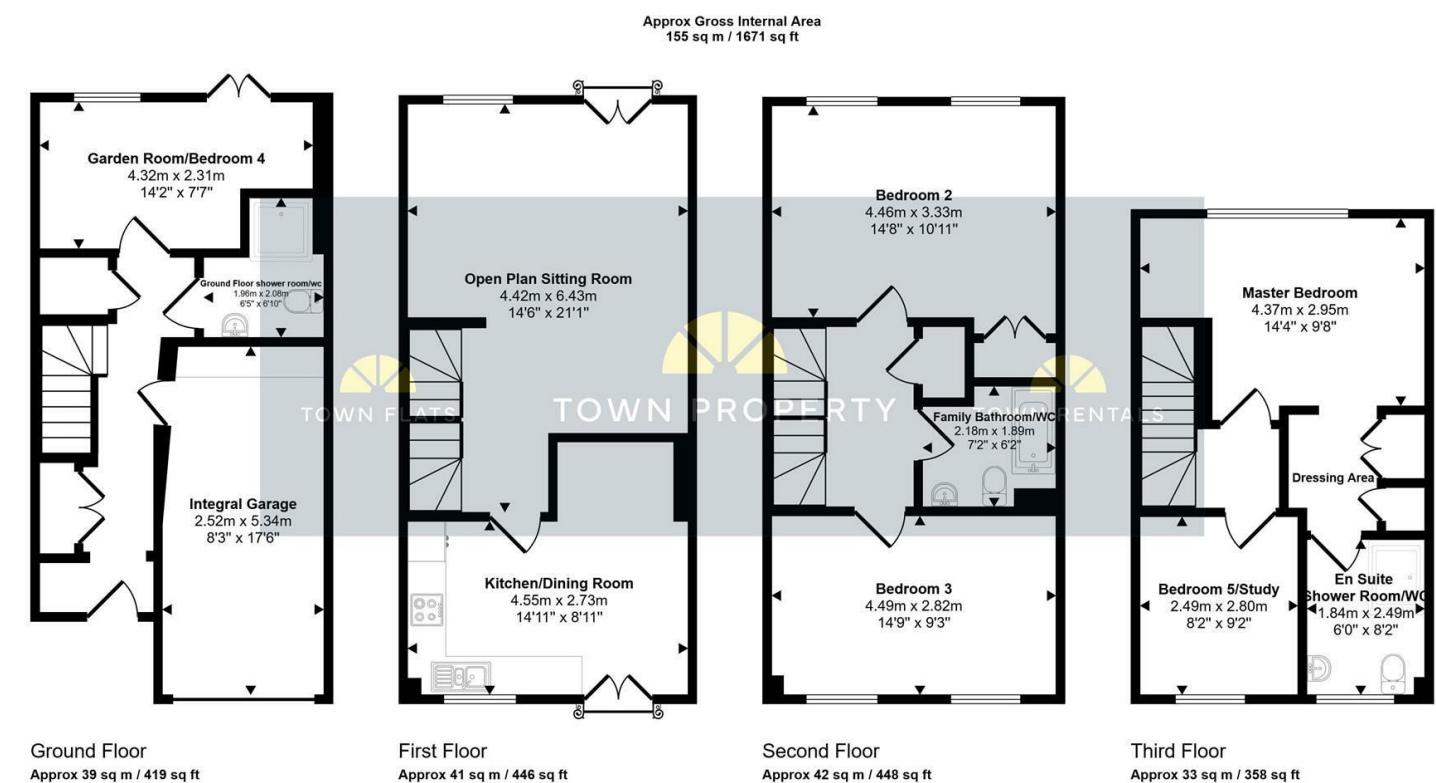 Approx Gross Internal Area
155 sq m / 1671 sq ft
Garden Room/Bedroom 4
4.32m x 2.31m
14'2" x 7'7"
Ground Floor shower room/wc
1.96m x 2.08m
6'5" x 6'10"
Integral Garage
2.52m x 5.34m
8'3" x 17'6"
Ground Floor
Approx 39 sq m / 419 sq ft
Open Plan Sitting Room
4.42m x 6.43m
14'6" x 21'1"
Kitchen/Dining Room
4.55m x 2.73m
14'11" x 8'11"
First Floor
Approx 41 sq m / 446 sq ft
Bedroom 2
4.46m x 3.33m
14'8" x 10'11"
Family Bathroom/WC
2.18m x 1.89m
7'2" x 6'2"
Bedroom 3
4.49m x 2.82m
14'9" x 9'3"
Second Floor
Approx 42 sq m / 448 sq ft
Master Bedroom
4.37m x 2.95m
14'4" x 9'8"
Dressing Area
Bedroom 5/Study
2.49m x 2.80m
8'2" x 9'2"
En Suite
Shower Room/WC
1.84m x 2.49m
6'0" x 8'2"
Third Floor
Approx 33 sq m / 358 sq ft
TOWN FLATS
TOWN PROPERTY
TOWN RENTALS